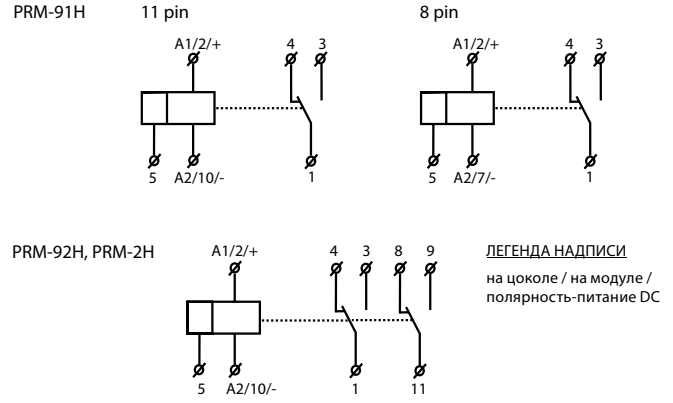 PRM-91H 11 pin 8 pin
A1/2/+ 4 3 A1/2/+ 4 3
5 A2/10/- 1 5 A2/7/- 1
PRM-92H, PRM-2H A1/2/+ 4 3 8 9 ЛЕГЕНДА НАДПИСИ
на цоколе / на модуле /
полярность-питание DC
5 A2/10/- 1 11